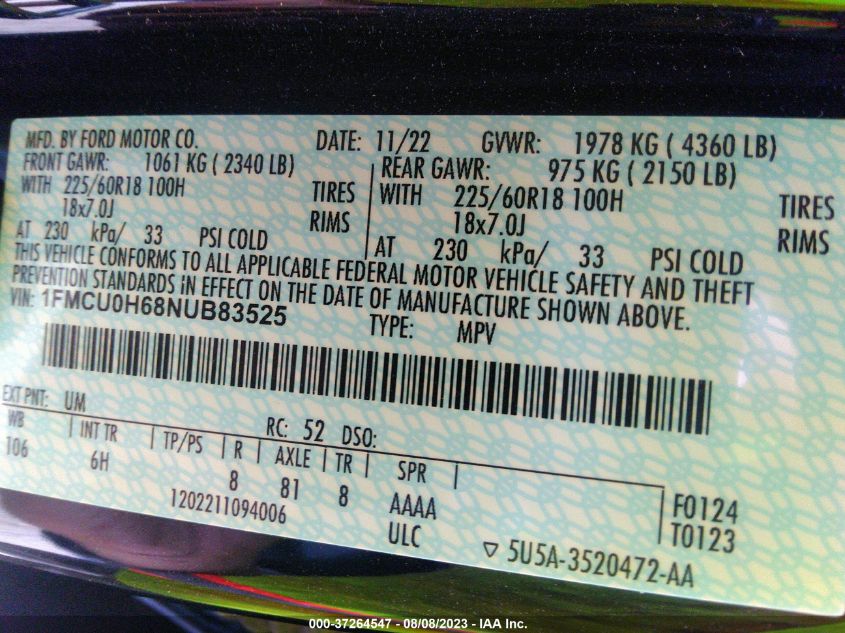 MFD. BY FORD MOTOR CO. DATE: 11/22 GVWR: 1978 KG ( 4360 LB)
FRONT GAWR: 1061 KG ( 2340 LB) REAR GAWR: 975 KG ( 2150 LB)
WITH 225/60R18 100H TIRES WITH 225/60R18 100H TIRES
18x7.0J RIMS 18x7.0J RIMS
AT 230 kPa/ 33 PSI COLD AT 230 kPa/ 33 PSI COLD
THIS VEHICLE CONFORMS TO ALL APPLICABLE FEDERAL MOTOR VEHICLE SAFETY AND THEFT
PREVENTION STANDARDS IN EFFECT ON THE DATE OF MANUFACTURE SHOWN ABOVE.
VIN: 1FMCU0H68NUB83525 TYPE: MPV
EXT PNT: UM RC: 52 DSO:
WB INT TR TP/PS R AXLE TR SPR
106 6H 8 81 8 AAAA F0124
1202211094006 ULC T0123
▽ 5U5A-3520472-AA
000-37264547 - 08/08/2023 - IAA Inc.